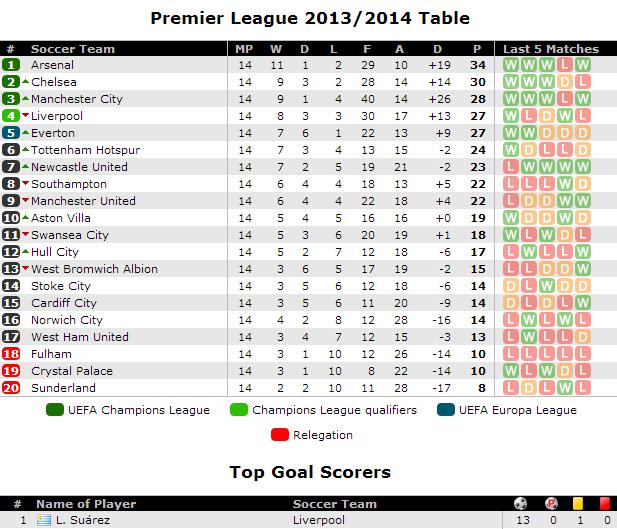 Premier League 2013/2014 Table
# Soccer Team MP W D L F A D P Last 5 Matches
1 Arsenal 14 11 1 2 29 10 +19 34 W W W L W
2 Chelsea 14 9 3 2 28 14 +14 30 W W W D L
3 Manchester City 14 9 1 4 40 14 +26 28 W W W L W
4 Liverpool 14 8 3 3 30 17 +13 27 W L D W L
5 Everton 14 7 6 1 22 13 +9 27 W W D D D
6 Tottenham Hotspur 14 7 3 4 13 15 -2 24 W D L L D
7 Newcastle United 14 7 2 5 19 21 -2 23 L W W W W
8 Southampton 14 6 4 4 18 13 +5 22 L L L W D
9 Manchester United 14 6 4 4 22 18 +4 22 L D D W W
10 Aston Villa 14 5 4 5 16 16 +0 19 W D D W D
11 Swansea City 14 5 3 6 20 19 +1 18 W L W D L
12 Hull City 14 5 2 7 12 18 -6 17 L W L L W
13 West Bromwich Albion 14 3 6 5 17 19 -2 15 L L D D W
14 Stoke City 14 3 5 6 12 18 -6 14 D L W D D
15 Cardiff City 14 3 5 6 11 20 -9 14 D L D L W
16 Norwich City 14 4 2 8 12 28 -16 14 L W L W L
17 West Ham United 14 3 4 7 12 15 -3 13 L W L L D
18 Fulham 14 3 1 10 12 26 -14 10 L L L L L
19 Crystal Palace 14 3 1 10 8 22 -14 10 W L W D L
20 Sunderland 14 2 2 10 11 28 -17 8 L D L W L
UEFA Champions League Champions League qualifiers UEFA Europa League
Relegation
Top Goal Scorers
# Name of Player Soccer Team
1 L. Suárez Liverpool 13 0 1 0